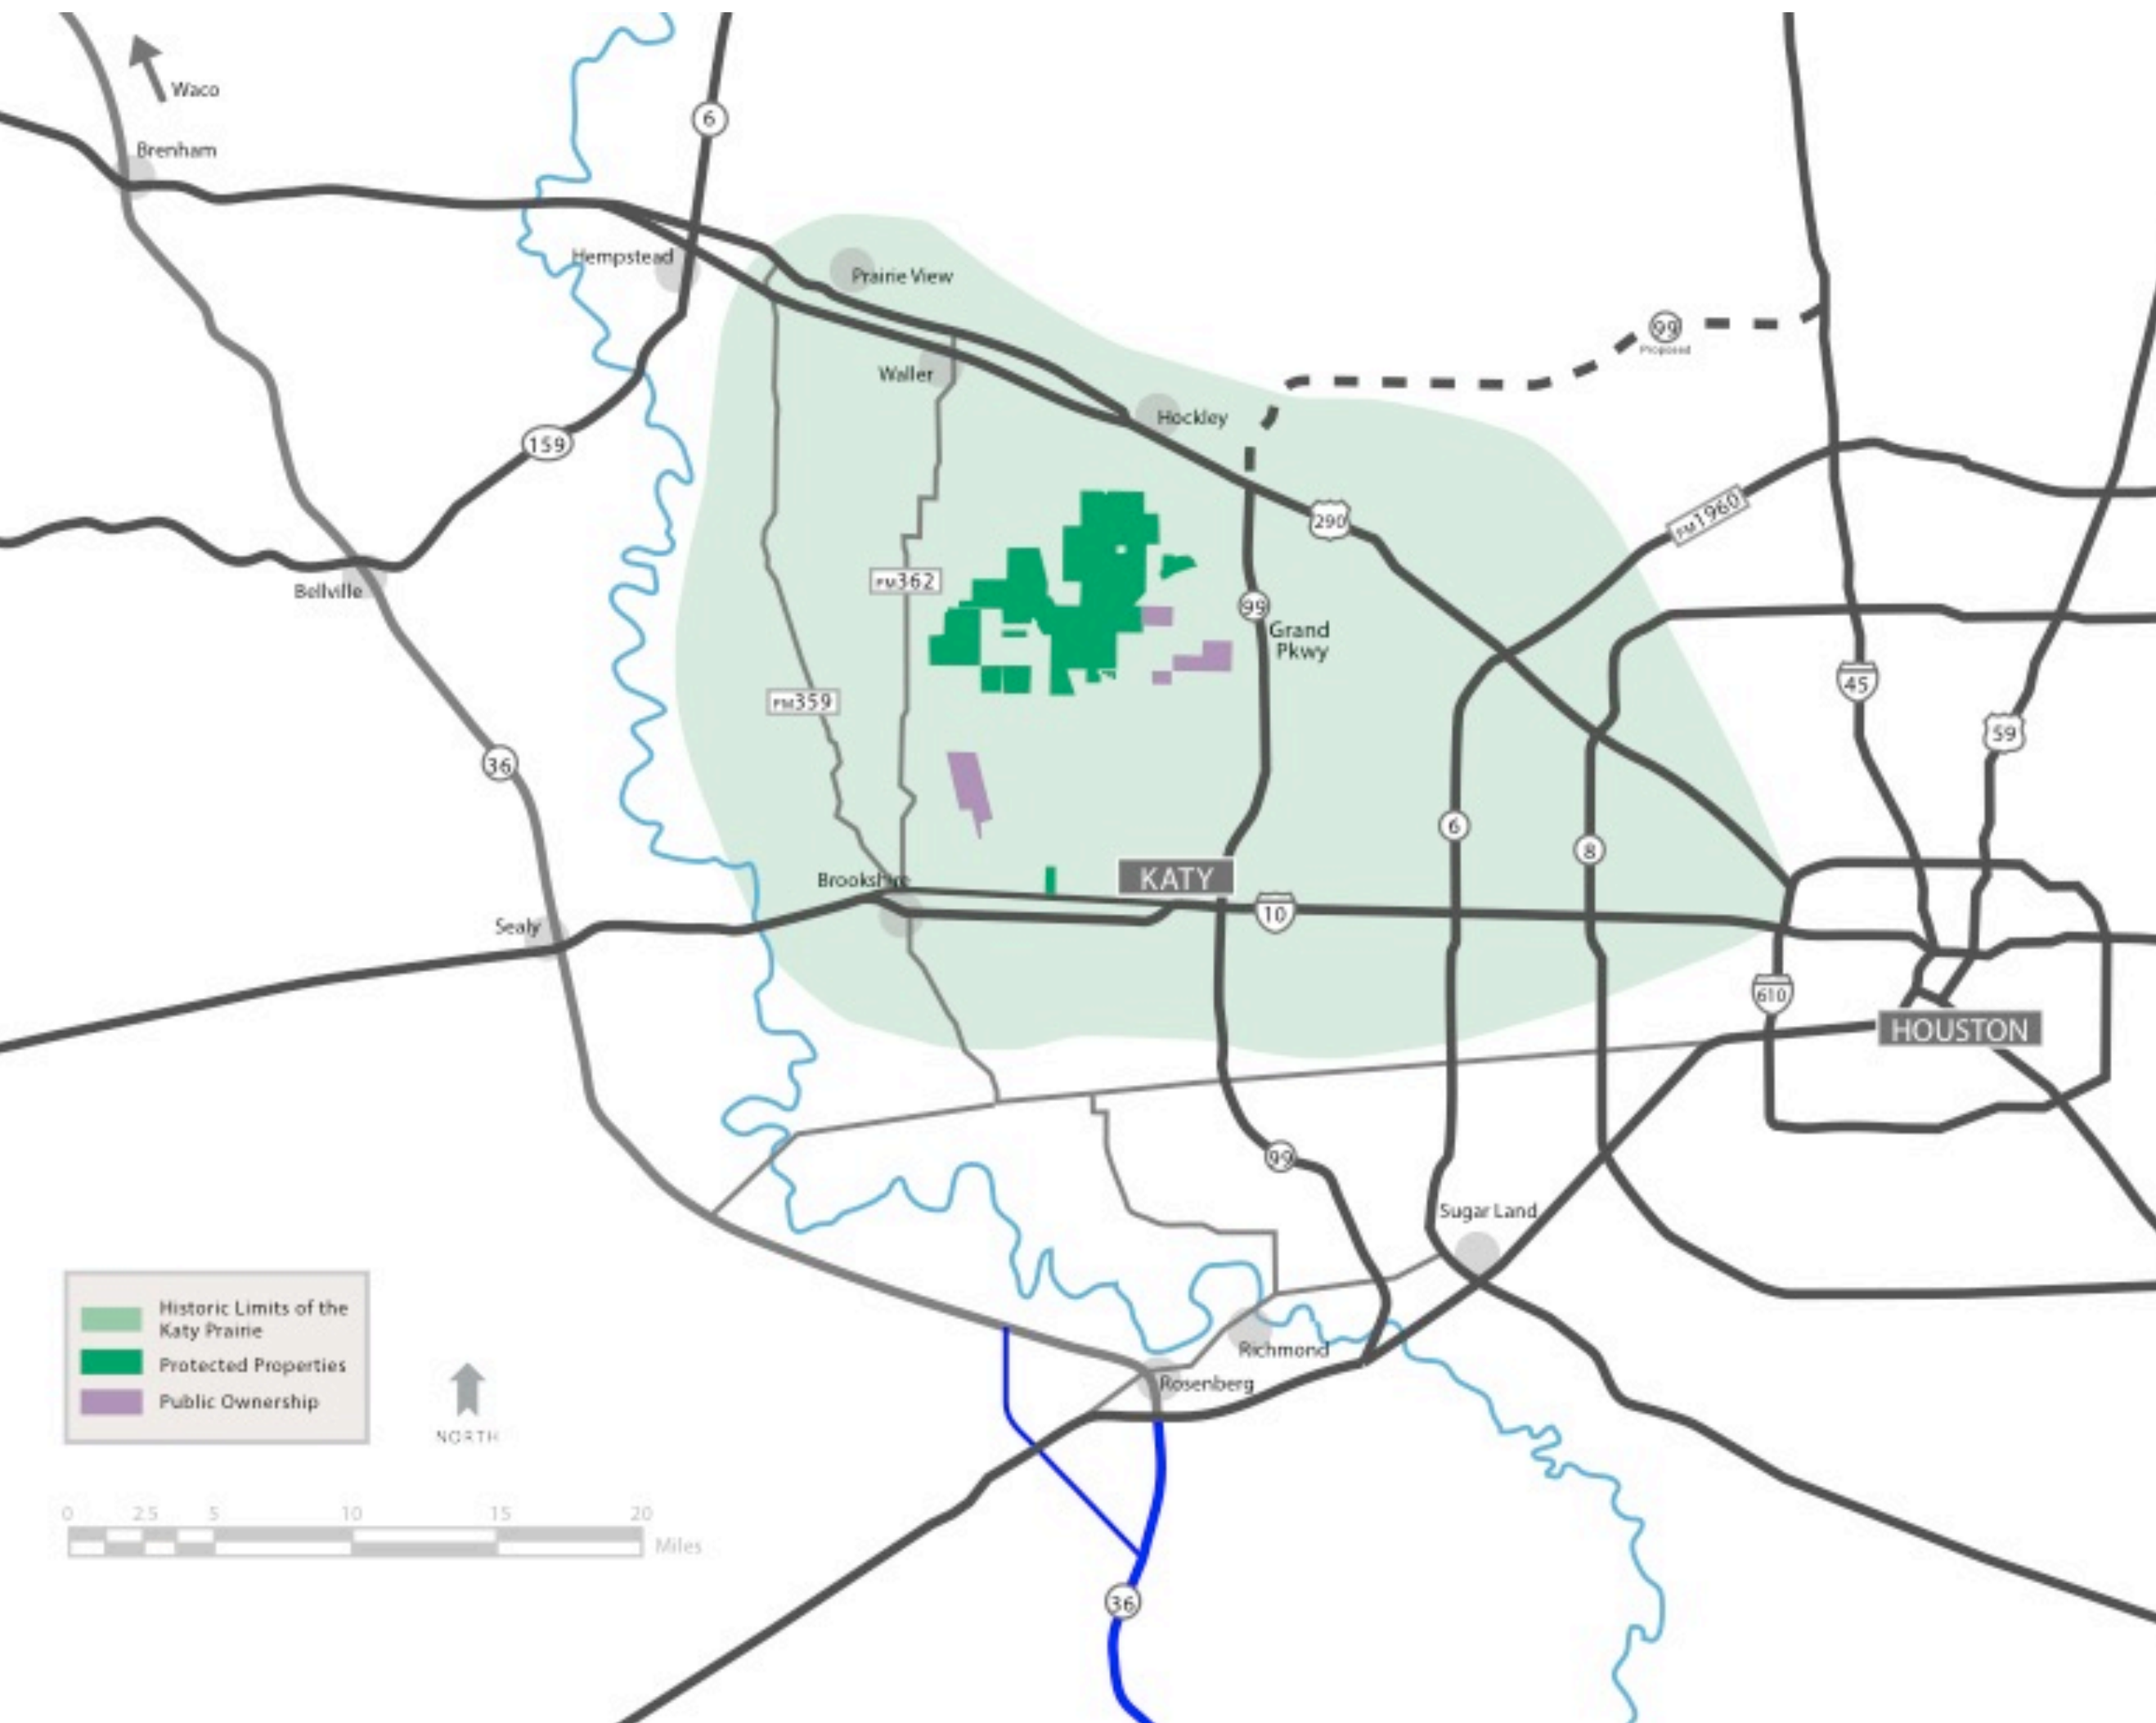 Waco
6
Brenham
Hempstead
Prairie View
99
Proposed
Waller
Hockley
159
290
FM1960
FM362
Bellville
99
Grand
Pkwy
45
FM359
59
36
6
8
KATY
Brookshire
10
Sealy
610
HOUSTON
99
Sugar Land
Historic Limits of the
Katy Prairie
Protected Properties
Public Ownership
NORTH
Richmond
Rosenberg
0 2.5 5 10 15 20
Miles
36